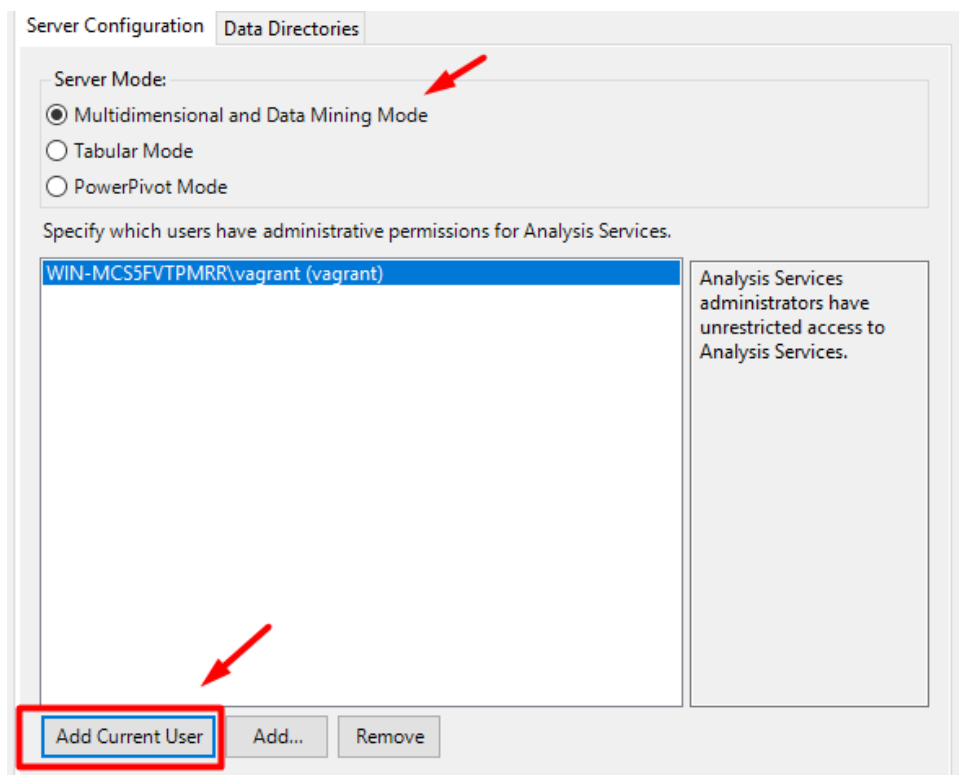 Server Configuration
Data Directories
Server Mode:
Multidimensional and Data Mining Mode
Tabular Mode
PowerPivot Mode
Specify which users have administrative permissions for Analysis Services.
WIN-MCS5FVTPMRR\vagrant (vagrant)
Analysis Services
administrators have
unrestricted access to
Analysis Services.
Add Current User
Add...
Remove